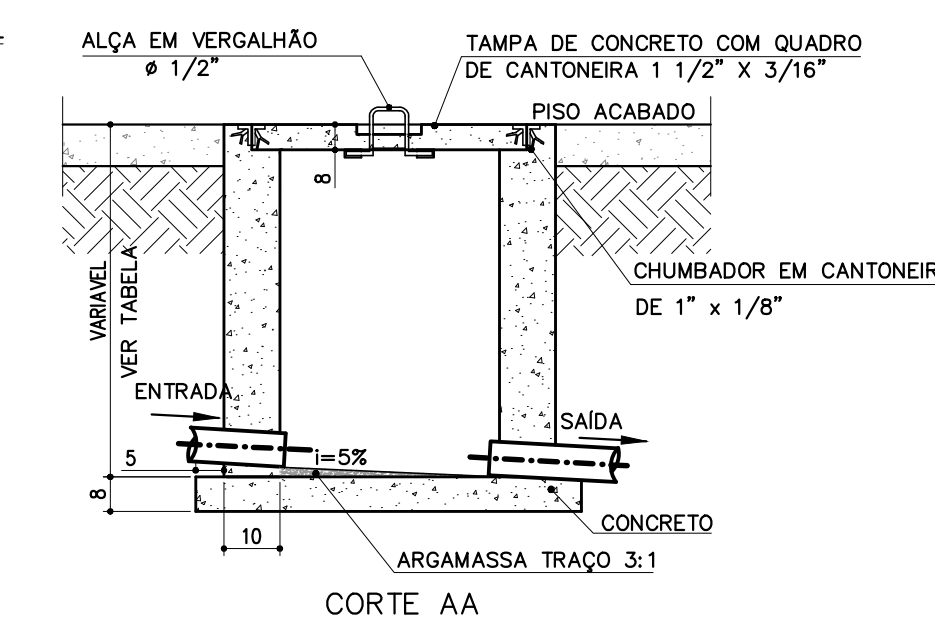 ALÇA EM VERGALHÃO
ø 1/2"
TAMPA DE CONCRETO COM QUADRO
DE CANTONEIRA 1 1/2" X 3/16"
PISO ACABADO
8
CHUMBADOR EM CANTONEIR
DE 1" x 1/8"
VARIAVEL
VER TABELA
ENTRADA
SAÍDA
5
i=5%
8
10
CONCRETO
ARGAMASSA TRAÇO 3:1
CORTE AA